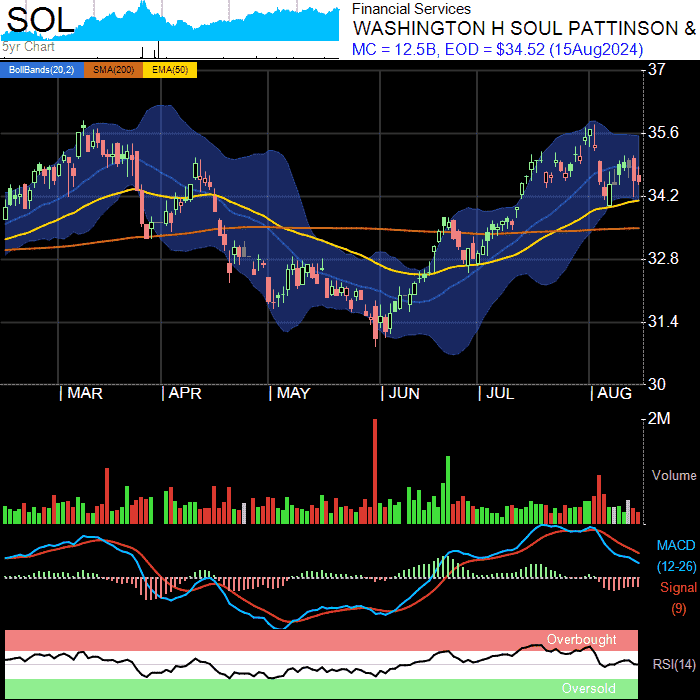 SOL
5yr Chart
Financial Services
WASHINGTON H SOUL PATTINSON &
MC = 12.5B, EOD = $34.52 (15Aug2024)
BollBands(20,2) SMA(200) EMA(50)
37
35.6
34.2
32.8
31.4
30
MAR APR MAY JUN JUL AUG
2M
Volume
MACD
(12-26)
Signal
(9)
Overbought
RSI(14)
Oversold